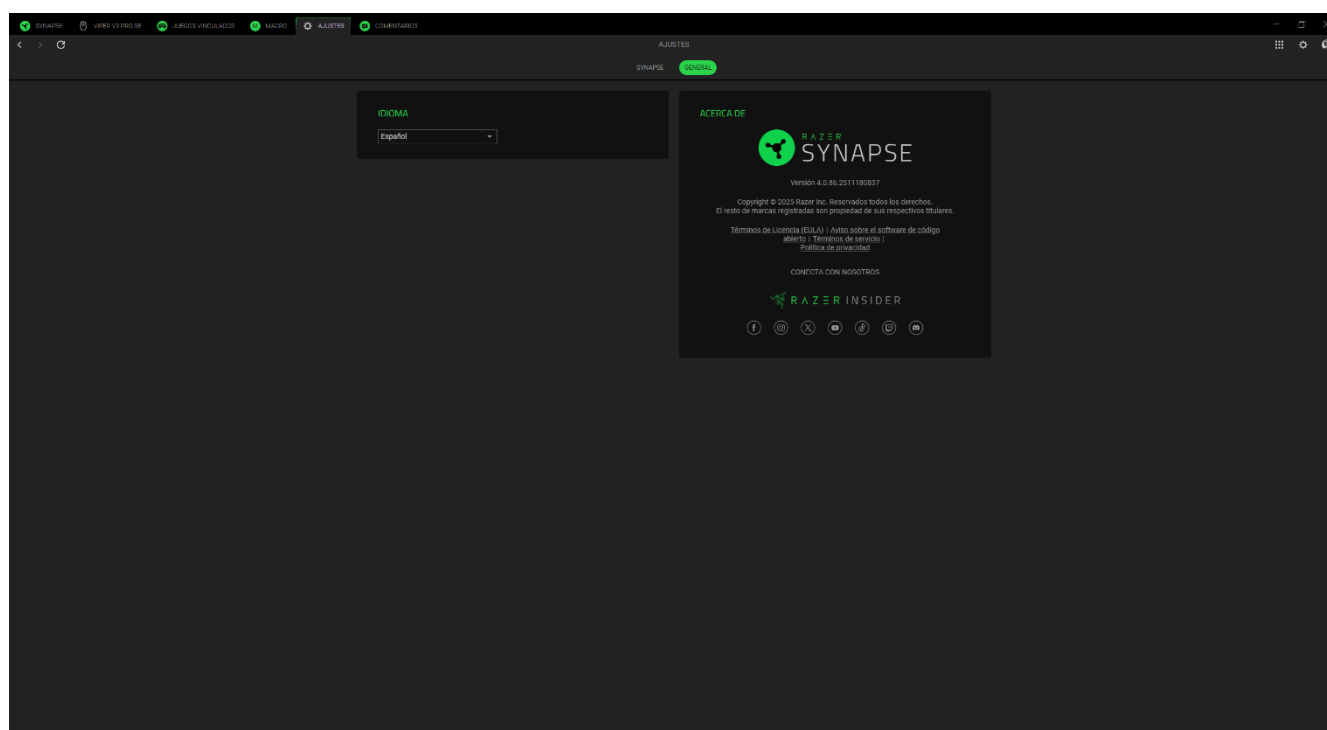 SYNAPSE VIPER V3 PRO SE JUEGOS VINCULADOS MACRO AJUSTES COMENTARIOS
AJUSTES
SYNAPSE GENERAL
IDIOMA
Español
ACERCA DE
RAZER
SYNAPSE
Versión 4.0.86.2511180837
Copyright © 2025 Razer Inc. Reservados todos los derechos.
El resto de marcas registradas son propiedad de sus respectivos titulares.
Términos de Licencia (EULA) | Aviso sobre el software de código
abierto | Términos de servicio |
Política de privacidad
CONECTA CON NOSOTROS
RAZER INSIDER